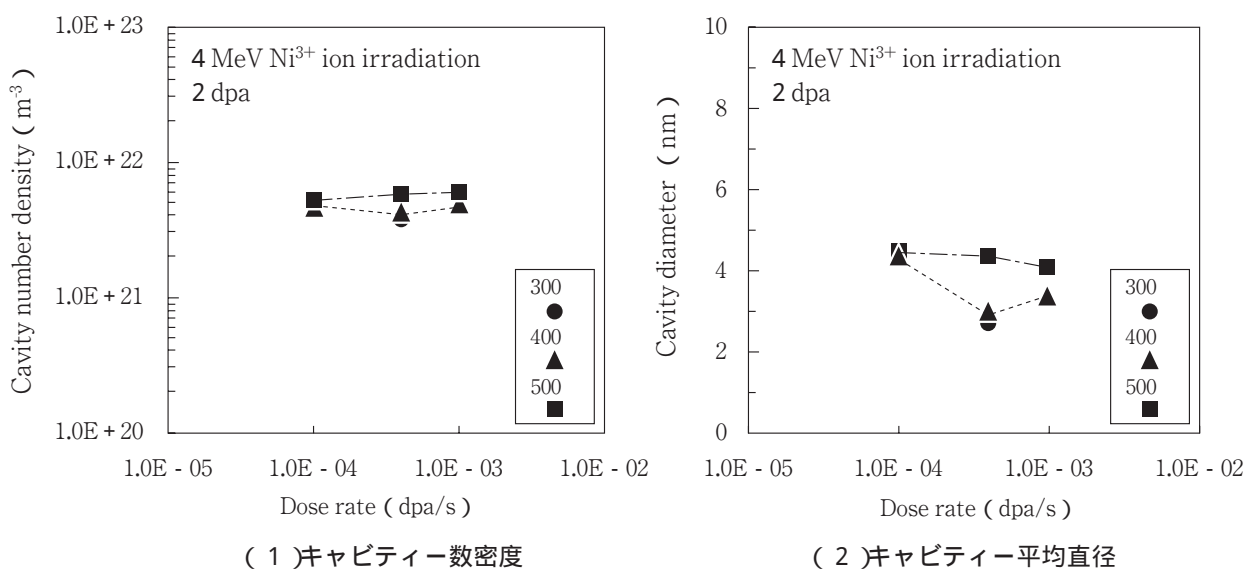 1.0E + 23
1.0E + 22
1.0E + 21
1.0E + 20
Cavity number density ( m⁻³ )
4 MeV Ni³⁺ ion irradiation
2 dpa
300
400
500
1.0E - 05
1.0E - 04
1.0E - 03
1.0E - 02
Dose rate ( dpa/s )
( 1 )キャビティー数密度
10
8
6
4
2
0
Cavity diameter ( nm )
4 MeV Ni³⁺ ion irradiation
2 dpa
300
400
500
1.0E - 05
1.0E - 04
1.0E - 03
1.0E - 02
Dose rate ( dpa/s )
( 2 )キャビティー平均直径